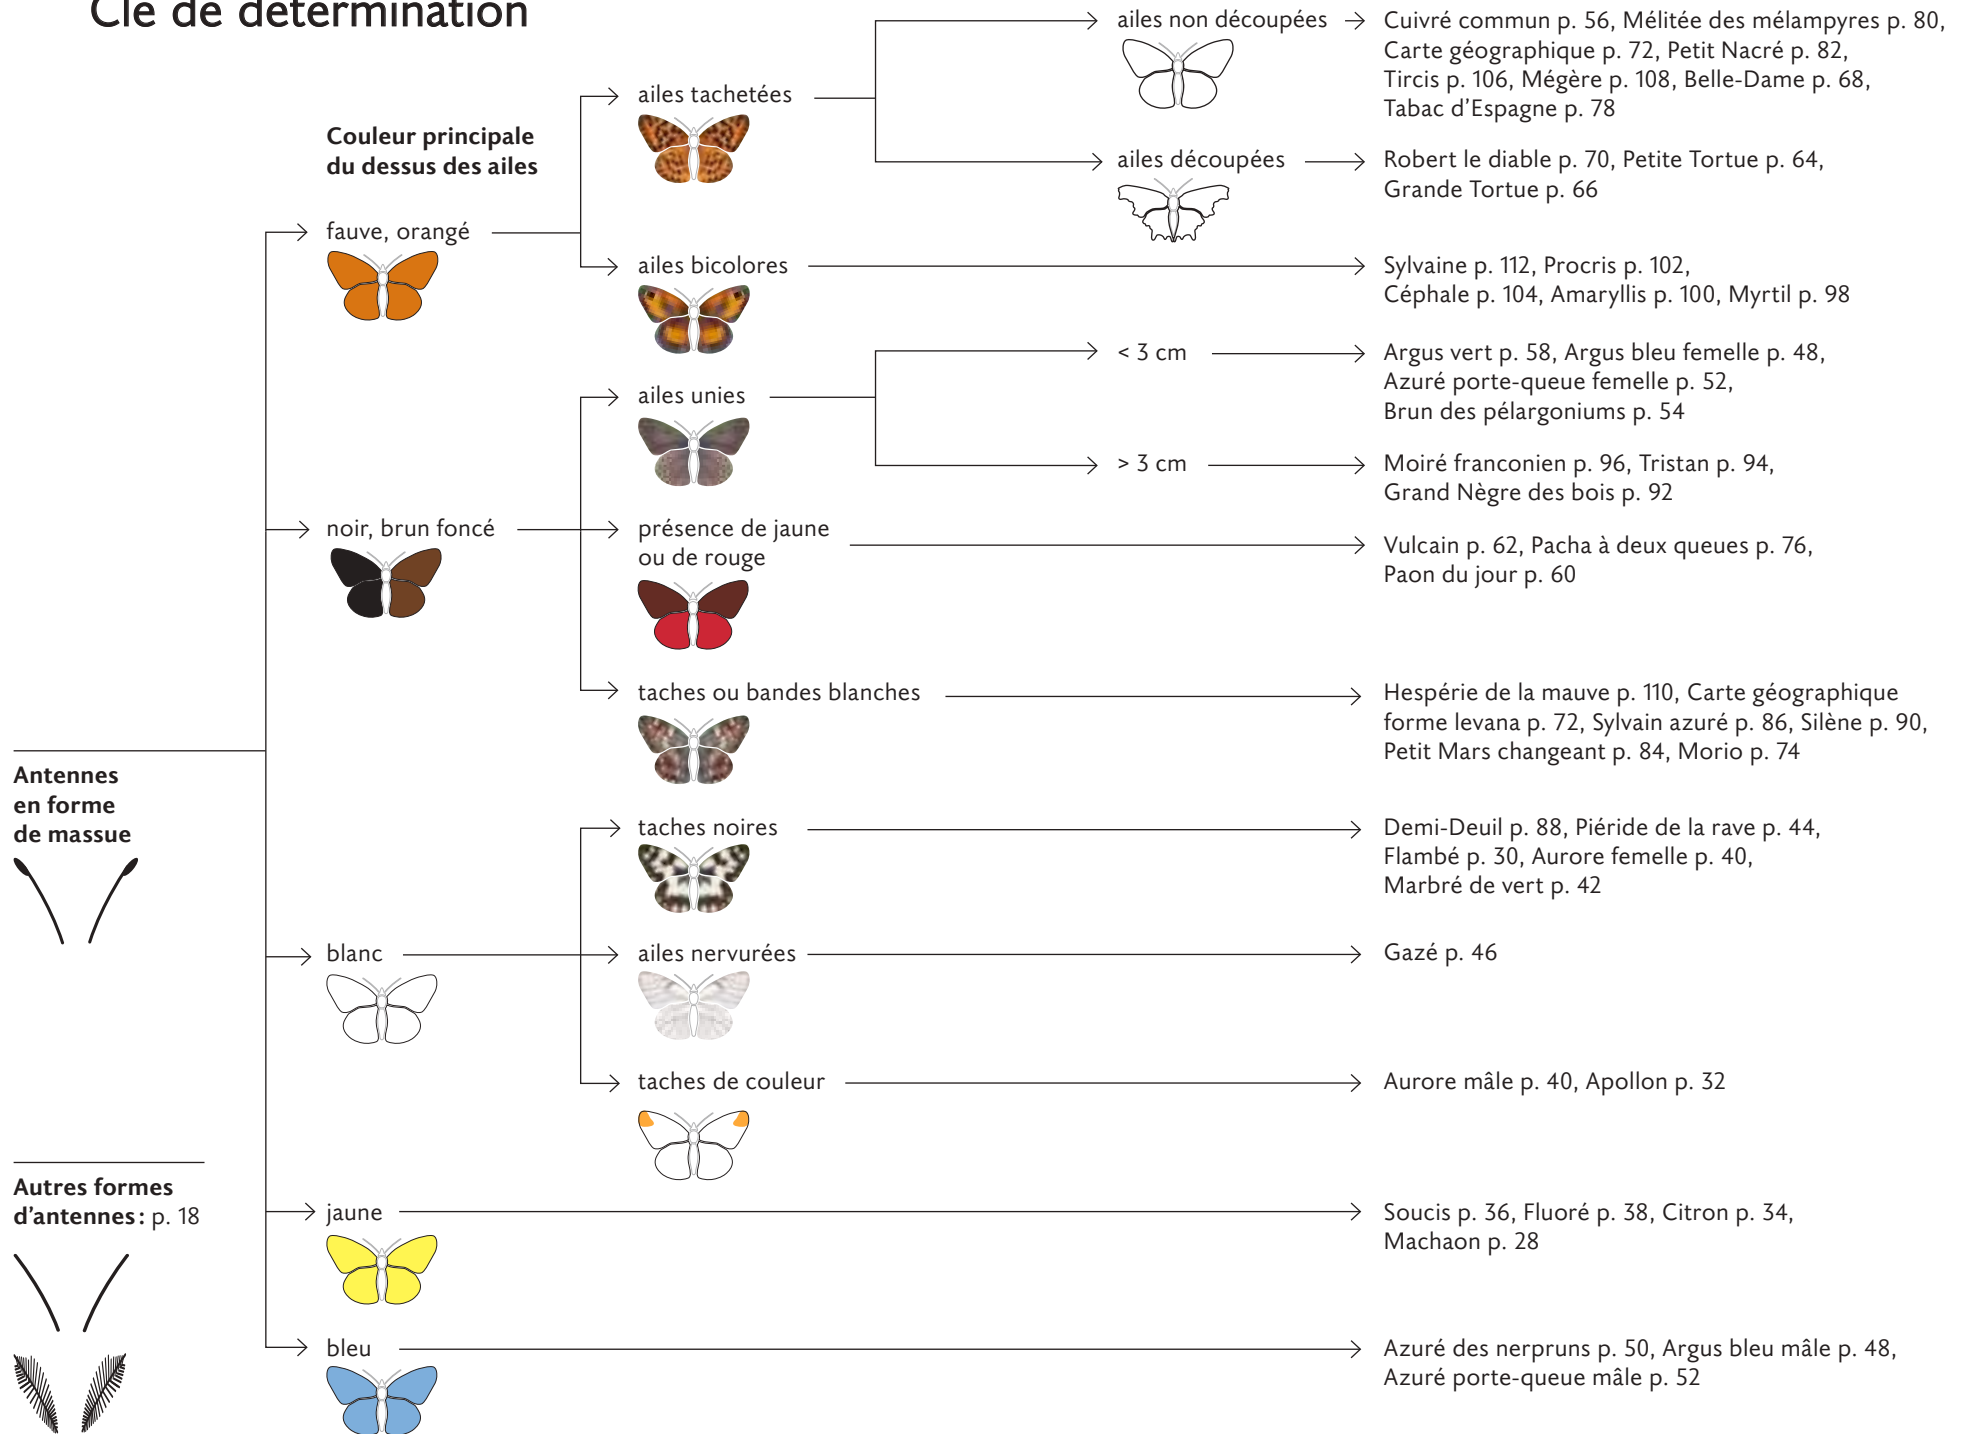 Clé de détermination
ailes non découpées
Cuivré commun p. 56, Mélitée des mélampyres p. 80,
Carte géographique p. 72, Petit Nacré p. 82,
Tircis p. 106, Mégère p. 108, Belle-Dame p. 68,
Tabac d’Espagne p. 78
ailes tachetées
Couleur principale
du dessus des ailes
ailes découpées
Robert le diable p. 70, Petite Tortue p. 64,
Grande Tortue p. 66
fauve, orangé
ailes bicolores
Sylvaine p. 112, Procris p. 102,
Céphale p. 104, Amaryllis p. 100, Myrtil p. 98
< 3 cm
Argus vert p. 58, Argus bleu femelle p. 48,
Azuré porte-queue femelle p. 52,
Brun des pélargoniums p. 54
ailes unies
> 3 cm
Moiré franconien p. 96, Tristan p. 94,
Grand Nègre des bois p. 92
noir, brun foncé
présence de jaune
ou de rouge
Vulcain p. 62, Pacha à deux queues p. 76,
Paon du jour p. 60
taches ou bandes blanches
Hespérie de la mauve p. 110, Carte géographique
forme levana p. 72, Sylvain azuré p. 86, Silène p. 90,
Petit Mars changeant p. 84, Morio p. 74
Antennes
en forme
de massue
taches noires
Demi-Deuil p. 88, Piéride de la rave p. 44,
Flambé p. 30, Aurore femelle p. 40,
Marbré de vert p. 42
blanc
ailes nervurées
Gazé p. 46
taches de couleur
Aurore mâle p. 40, Apollon p. 32
Autres formes
d’antennes : p. 18
jaune
Soucis p. 36, Fluoré p. 38, Citron p. 34,
Machaon p. 28
bleu
Azuré des nerpruns p. 50, Argus bleu mâle p. 48,
Azuré porte-queue mâle p. 52